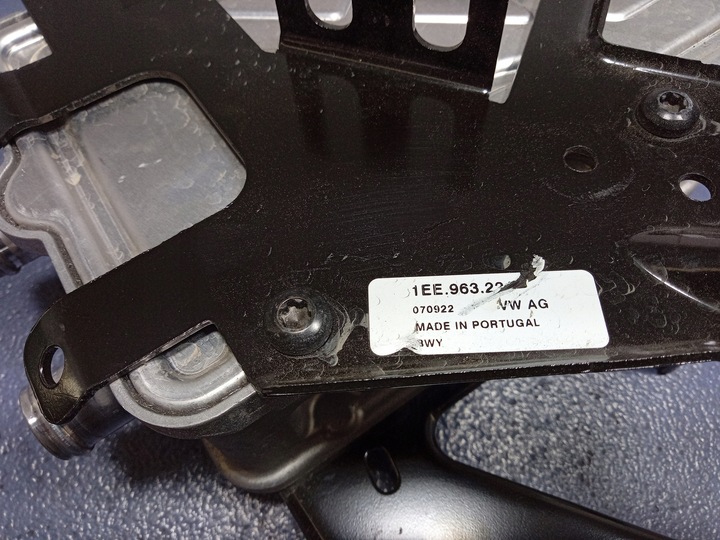 1EE.963.22
070922 VW AG
MADE IN PORTUGAL